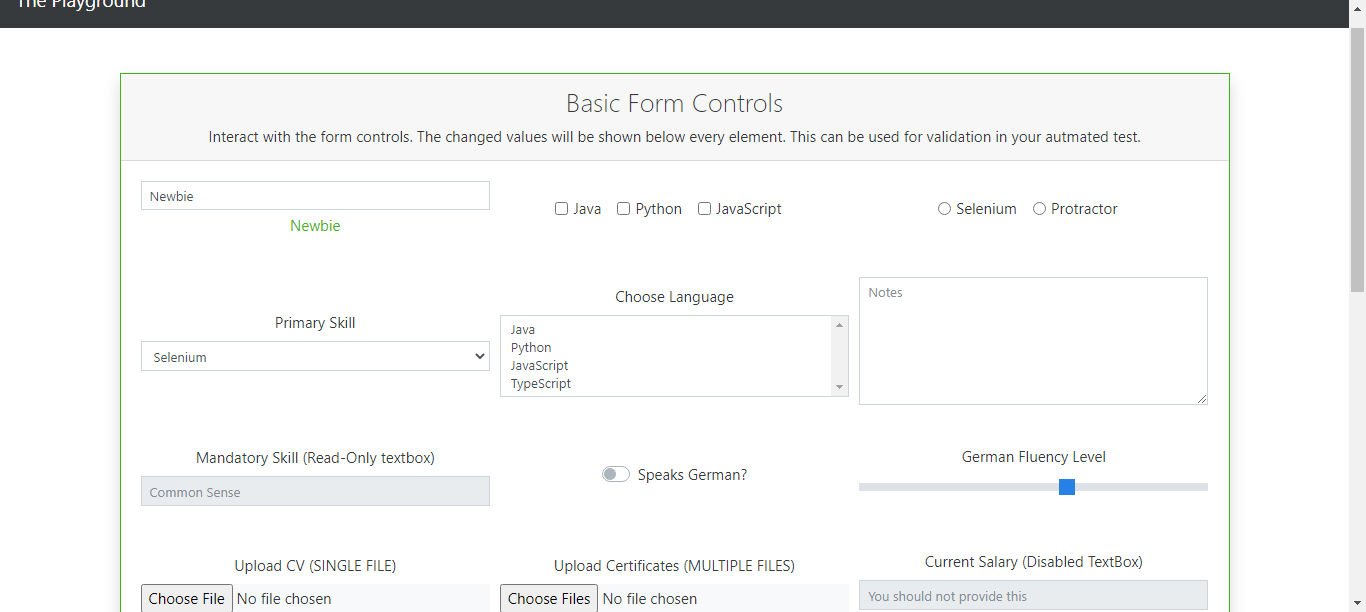 The Playground
Basic Form Controls
Interact with the form controls. The changed values will be shown below every element. This can be used for validation in your autmated test.
Newbie
Newbie
Java Python JavaScript
Selenium Protractor
Primary Skill
Selenium
Choose Language
Java
Python
JavaScript
TypeScript
Notes
Mandatory Skill (Read-Only textbox)
Common Sense
Speaks German?
German Fluency Level
Upload CV (SINGLE FILE)
Choose File No file chosen
Upload Certificates (MULTIPLE FILES)
Choose Files No file chosen
Current Salary (Disabled TextBox)
You should not provide this